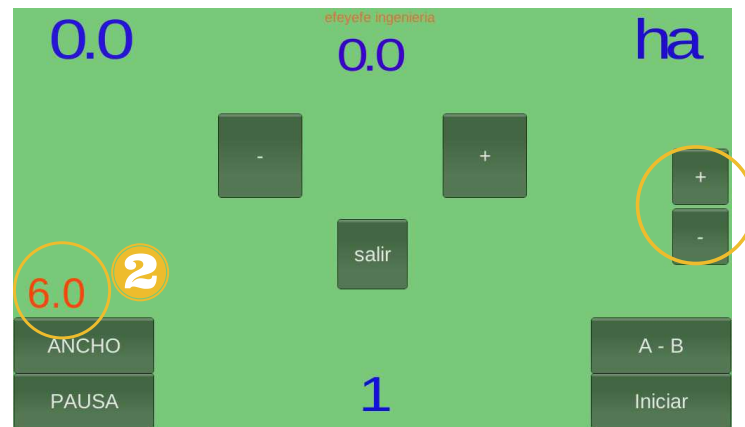 efeyefe ingenieria
0.0
0.0
ha
-
+
+
-
salir
6.0
2
ANCHO
A - B
PAUSA
1
Iniciar